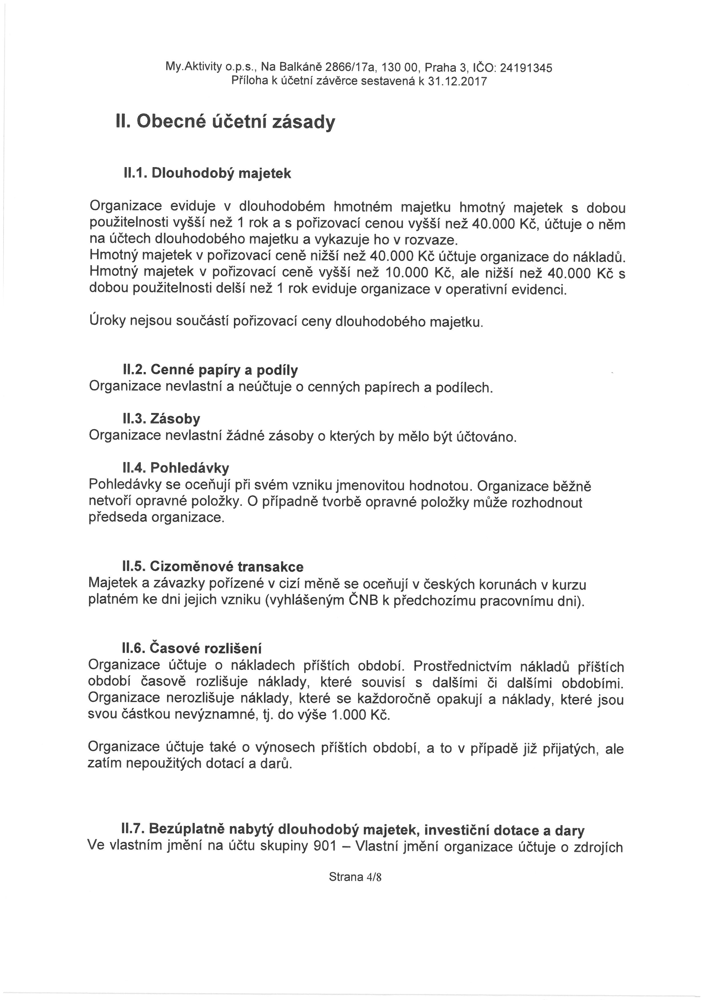 My.Aktivity o.p.s., Na Balkáně 2866/17a, 130 00, Praha 3, IČO: 24191345
Příloha k účetní závěrce sestavená k 31.12.2017
II. Obecné účetní zásady
II.1. Dlouhodobý majetek
Organizace eviduje v dlouhodobém hmotném majetku hmotný majetek s dobou
použitelnosti vyšší než 1 rok a s pořizovací cenou vyšší než 40.000 Kč, účtuje o něm
na účtech dlouhodobého majetku a vykazuje ho v rozvaze.
Hmotný majetek v pořizovací ceně nižší než 40.000 Kč účtuje organizace do nákladů.
Hmotný majetek v pořizovací ceně vyšší než 10.000 Kč, ale nižší než 40.000 Kč s
dobou použitelnosti delší než 1 rok eviduje organizace v operativní evidenci.
Úroky nejsou součástí pořizovací ceny dlouhodobého majetku.
II.2. Cenné papíry a podíly
Organizace nevlastní a neúčtuje o cenných papírech a podílech.
II.3. Zásoby
Organizace nevlastní žádné zásoby o kterých by mělo být účtováno.
II.4. Pohledávky
Pohledávky se oceňují při svém vzniku jmenovitou hodnotou. Organizace běžně
netvoří opravné položky. O případně tvorbě opravné položky může rozhodnout
předseda organizace.
II.5. Cizoměnové transakce
Majetek a závazky pořízené v cizí měně se oceňují v českých korunách v kurzu
platném ke dni jejich vzniku (vyhlášeným ČNB k předchozímu pracovnímu dni).
II.6. Časové rozlišení
Organizace účtuje o nákladech příštích období. Prostřednictvím nákladů příštích
období časově rozlišuje náklady, které souvisí s dalšími či dalšími obdobími.
Organizace nerozlišuje náklady, které se každoročně opakují a náklady, které jsou
svou částkou nevýznamné, tj. do výše 1.000 Kč.
Organizace účtuje také o výnosech příštích období, a to v případě již přijatých, ale
zatím nepoužitých dotací a darů.
II.7. Bezúplatně nabytý dlouhodobý majetek, investiční dotace a dary
Ve vlastním jmění na účtu skupiny 901 – Vlastní jmění organizace účtuje o zdrojích
Strana 4/8